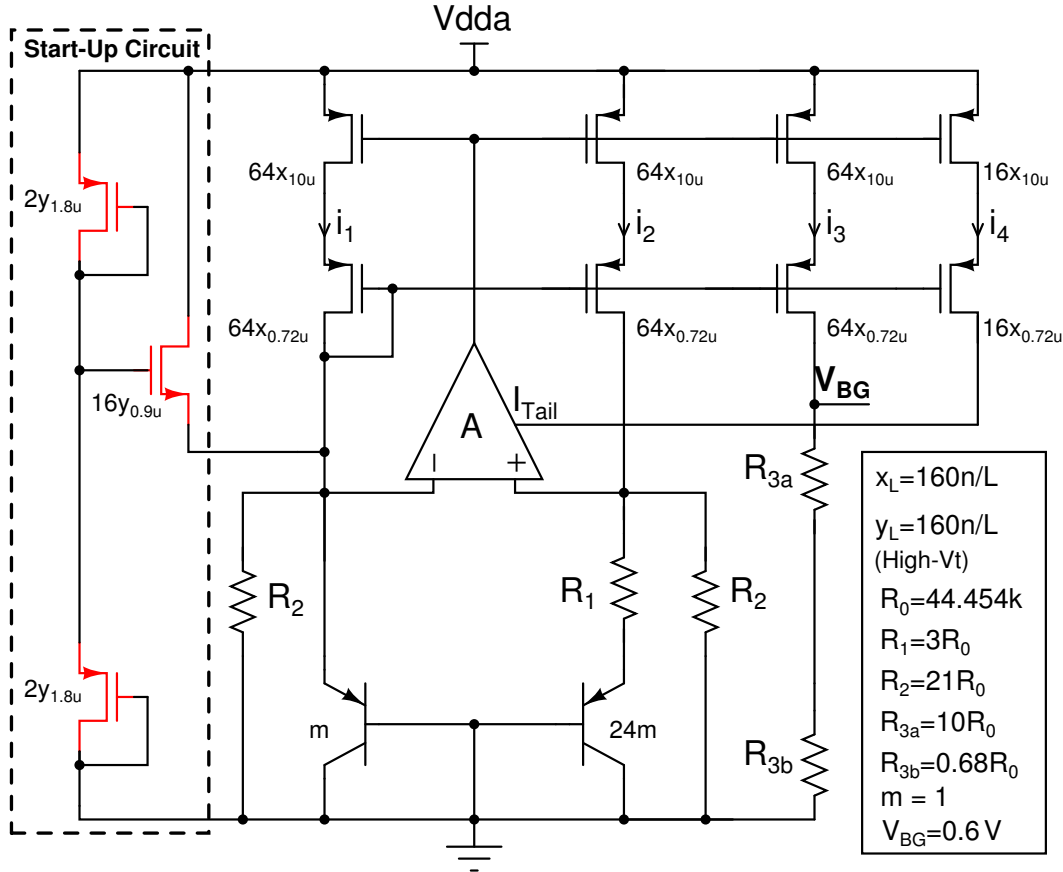 Vdda
Start-Up Circuit
64x10u
64x10u
64x10u
16x10u
2y1.8u
i1
i2
i3
i4
64x0.72u
64x0.72u
64x0.72u
16x0.72u
16y0.9u
VBG
ITail
A
− +
R3a
R2
R1
R2
2y1.8u
m
24m
R3b
xL=160n/L
yL=160n/L
(High-Vt)
R0=44.454k
R1=3R0
R2=21R0
R3a=10R0
R3b=0.68R0
m = 1
VBG=0.6 V